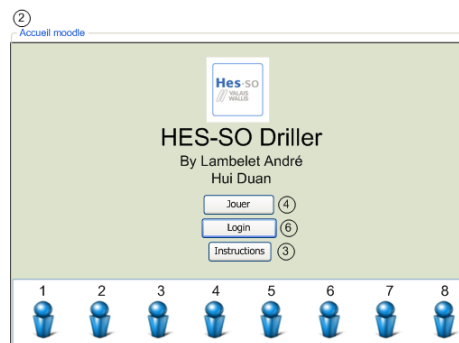 2
Accueil moodle
Hes-so
VALAIS
WALLIS
HES-SO Driller
By Lambelet André
Hui Duan
Jouer 4
Login 6
Instructions 3
1 2 3 4 5 6 7 8